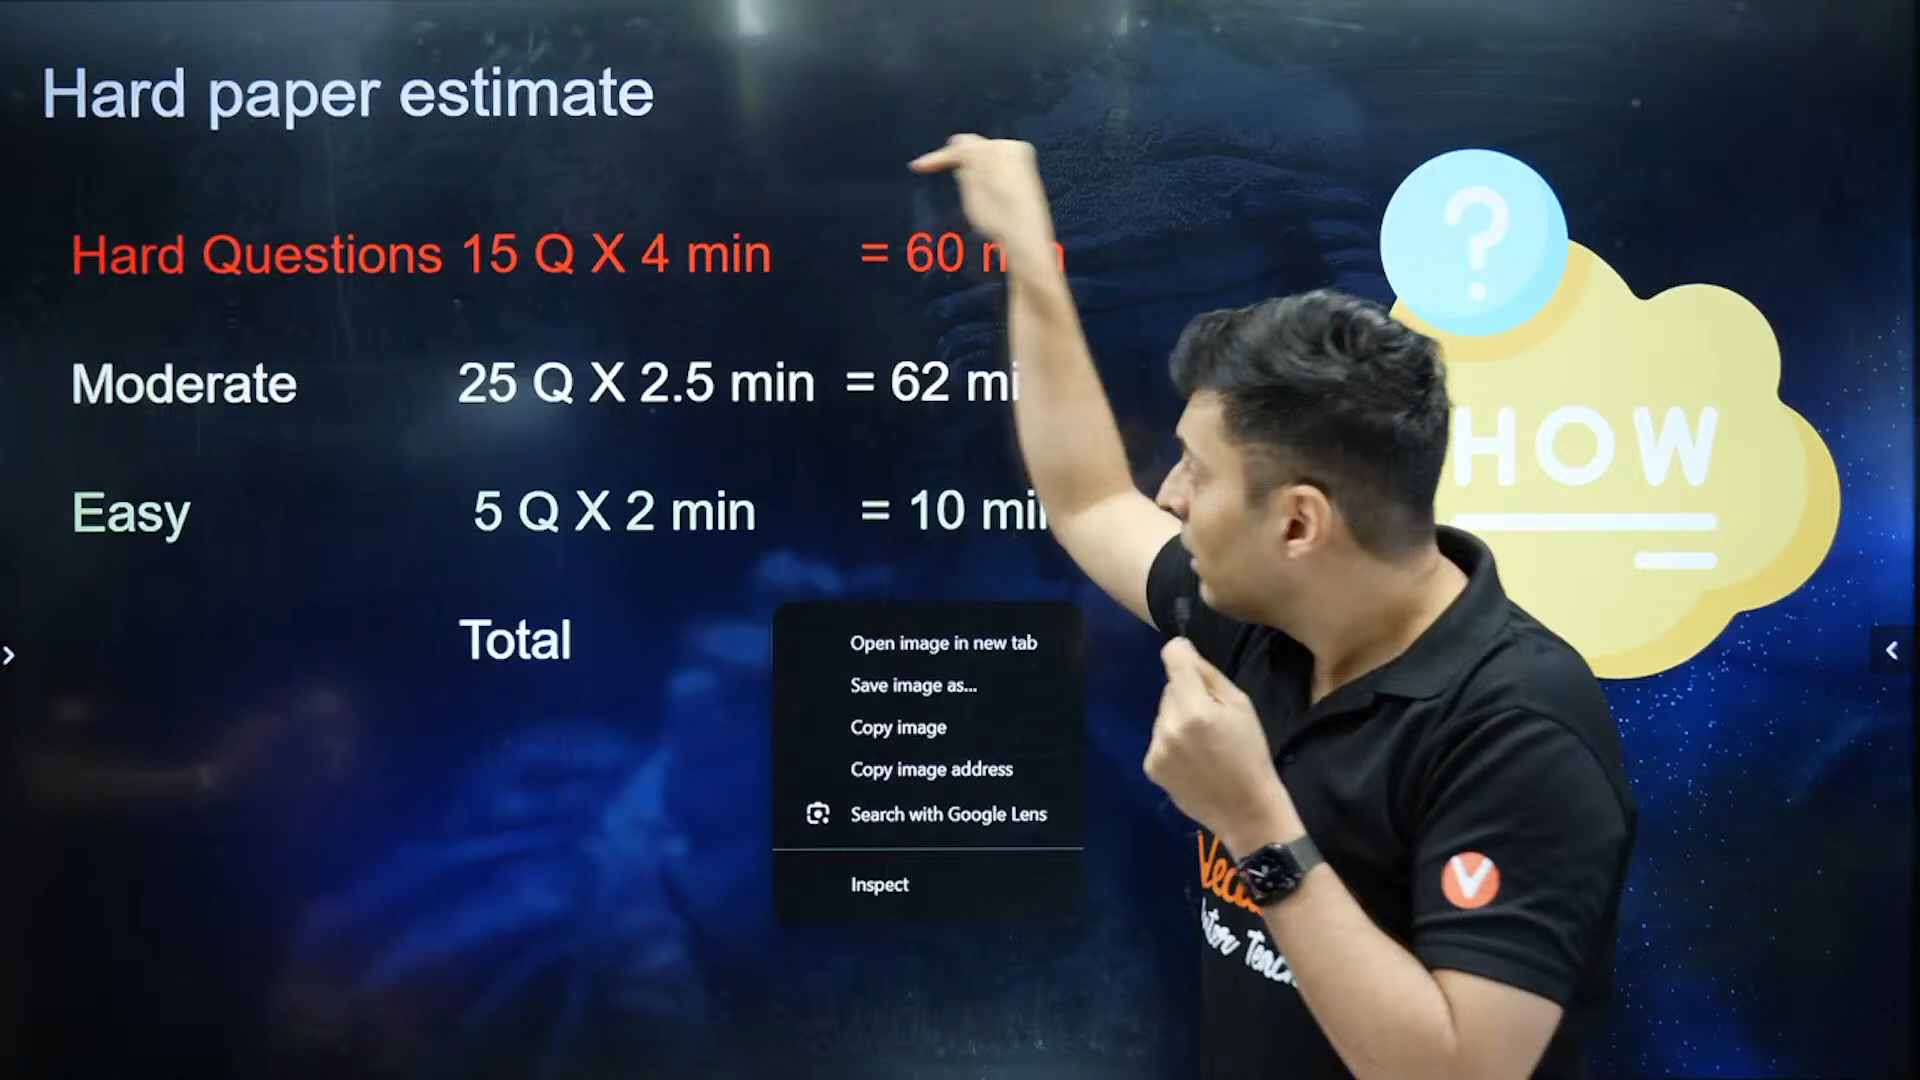 Hard paper estimate
?
Hard Questions 15 Q X 4 min = 60
Moderate 25 Q X 2.5 min = 62
HOW
Easy 5 Q X 2 min = 10
Total
Open image in new tab
Save image as...
Copy image
Copy image address
Search with Google Lens
Inspect
V